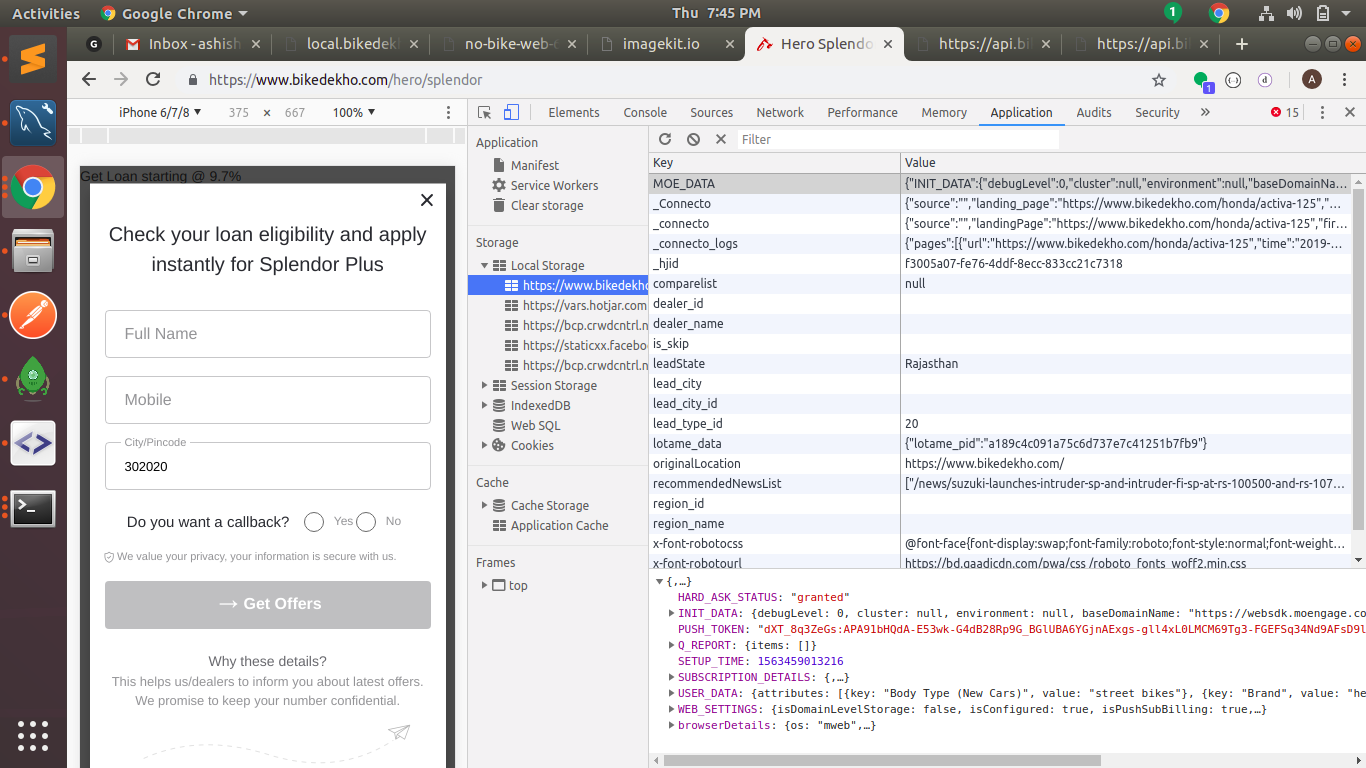 Activities Google Chrome Thu 7:45 PM 1
G Inbox - ashish local.bikedek no-bike-web- imagekit.io Hero Splendo https://api.bi https://api.bi
https://www.bikedekho.com/hero/splendor 1 A
iPhone 6/7/8 375 × 667 100%
Elements Console Sources Network Performance Memory Application Audits Security » 15
Get Loan starting @ 9.7%
Check your loan eligibility and apply
instantly for Splendor Plus
Full Name
Mobile
City/Pincode
302020
Do you want a callback? Yes No
We value your privacy, your information is secure with us.
→ Get Offers
Why these details?
This helps us/dealers to inform you about latest offers.
We promise to keep your number confidential.
Application
Manifest
Service Workers
Clear storage
Storage
Local Storage
https://www.bikedekho
https://vars.hotjar.com
https://bcp.crwdcntrl.n
https://staticxx.facebo
https://bcp.crwdcntrl.n
Session Storage
IndexedDB
Web SQL
Cookies
Cache
Cache Storage
Application Cache
Frames
top
Filter
Key Value
MOE_DATA {"INIT_DATA":{"debugLevel":0,"cluster":null,"environment":null,"baseDomainNa...
_Connecto {"source":"","landing_page":"https://www.bikedekho.com/honda/activa-125","...
_connecto {"source":"","landingPage":"https://www.bikedekho.com/honda/activa-125","fir...
_connecto_logs {"pages":[{"url":"https://www.bikedekho.com/honda/activa-125","time":"2019-...
_hjid f3005a07-fe76-4ddf-8ecc-833cc21c7318
comparelist null
dealer_id
dealer_name
is_skip
leadState Rajasthan
lead_city
lead_city_id
lead_type_id 20
lotame_data {"lotame_pid":"a189c4c091a75c6d737e7c41251b7fb9"}
originalLocation https://www.bikedekho.com/
recommendedNewsList ["/news/suzuki-launches-intruder-sp-and-intruder-fi-sp-at-rs-100500-and-rs-107...
region_id
region_name
x-font-robotocss @font-face{font-display:swap;font-family:roboto;font-style:normal;font-weight...
x-font-robotourl https://bd.gaadicdn.com/pwa/css /roboto_fonts_woff2.min.css
{,…}
HARD_ASK_STATUS: "granted"
INIT_DATA: {debugLevel: 0, cluster: null, environment: null, baseDomainName: "https://websdk.moengage.co
PUSH_TOKEN: "dXT_8q3ZeGs:APA91bHQdA-E53wk-G4dB28Rp9G_BGlUBA6YGjnAExgs-gll4xL0LMCM69Tg3-FGEFSq34Nd9AFsD9l
Q_REPORT: {items: []}
SETUP_TIME: 1563459013216
SUBSCRIPTION_DETAILS: {,…}
USER_DATA: {attributes: [{key: "Body Type (New Cars)", value: "street bikes"}, {key: "Brand", value: "he
WEB_SETTINGS: {isDomainLevelStorage: false, isConfigured: true, isPushSubBilling: true,…}
browserDetails: {os: "mweb",…}